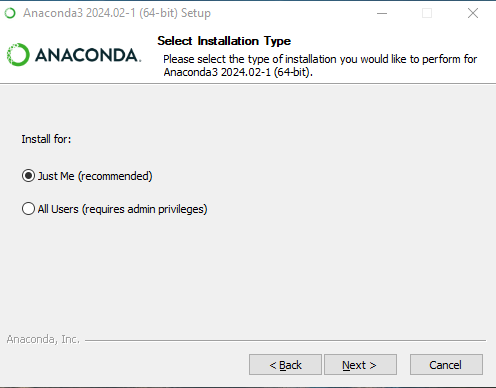 Anaconda3 2024.02-1 (64-bit) Setup
ANACONDA.
Select Installation Type
Please select the type of installation you would like to perform for
Anaconda3 2024.02-1 (64-bit).
Install for:
Just Me (recommended)
All Users (requires admin privileges)
Anaconda, Inc.
< Back
Next >
Cancel